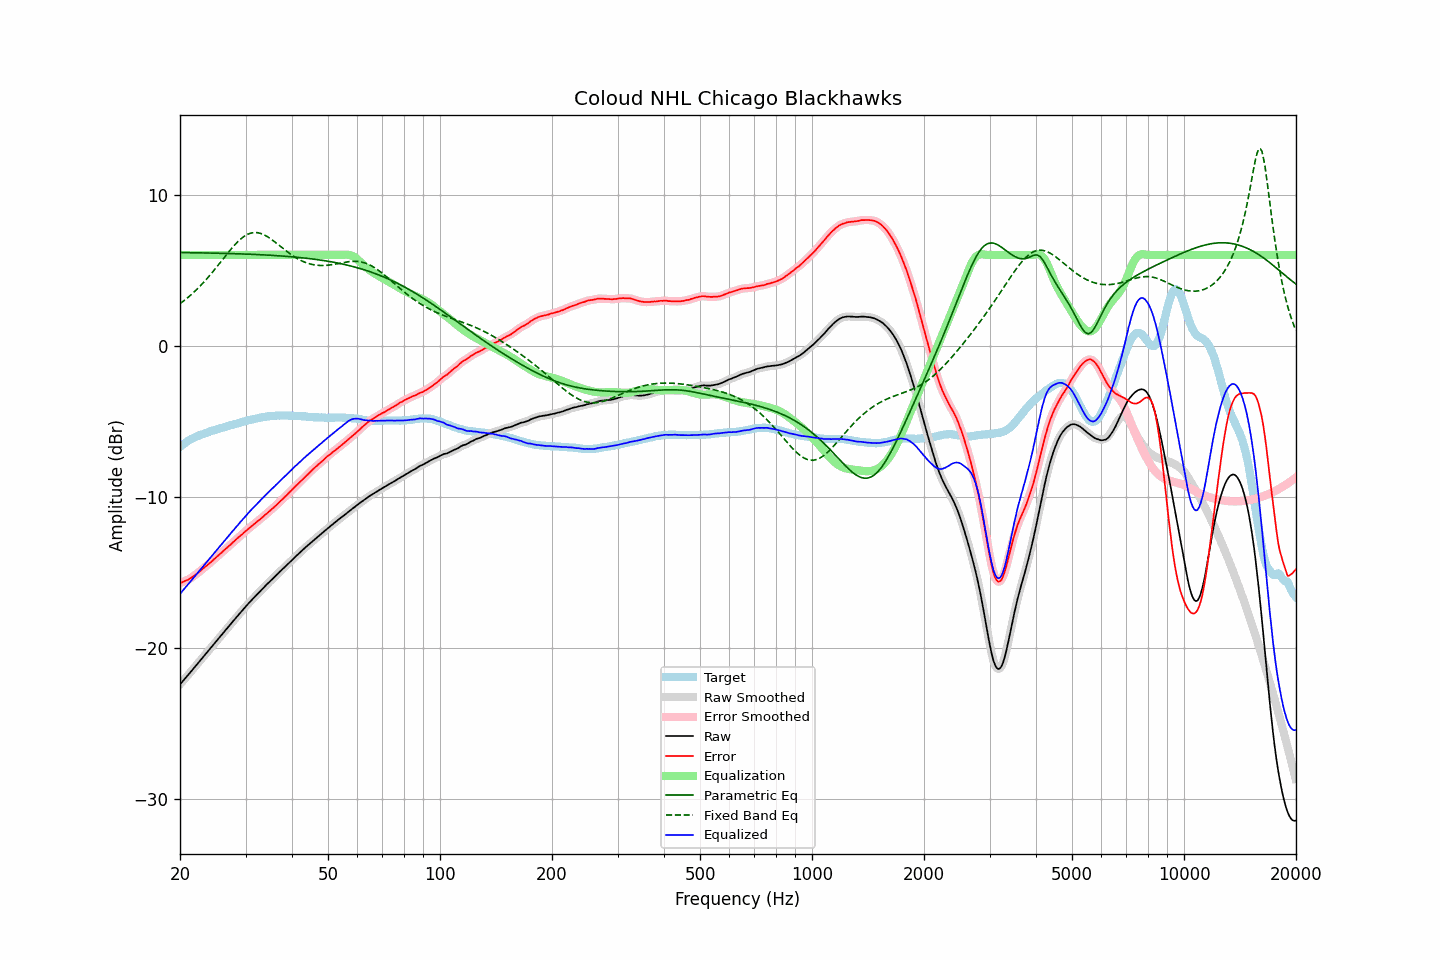 Coloud NHL Chicago Blackhawks
Amplitude (dBr)
10
0
−10
−20
−30
Target
Raw Smoothed
Error Smoothed
Raw
Error
Equalization
Parametric Eq
Fixed Band Eq
Equalized
20 50 100 200 500 1000 2000 5000 10000 20000
Frequency (Hz)